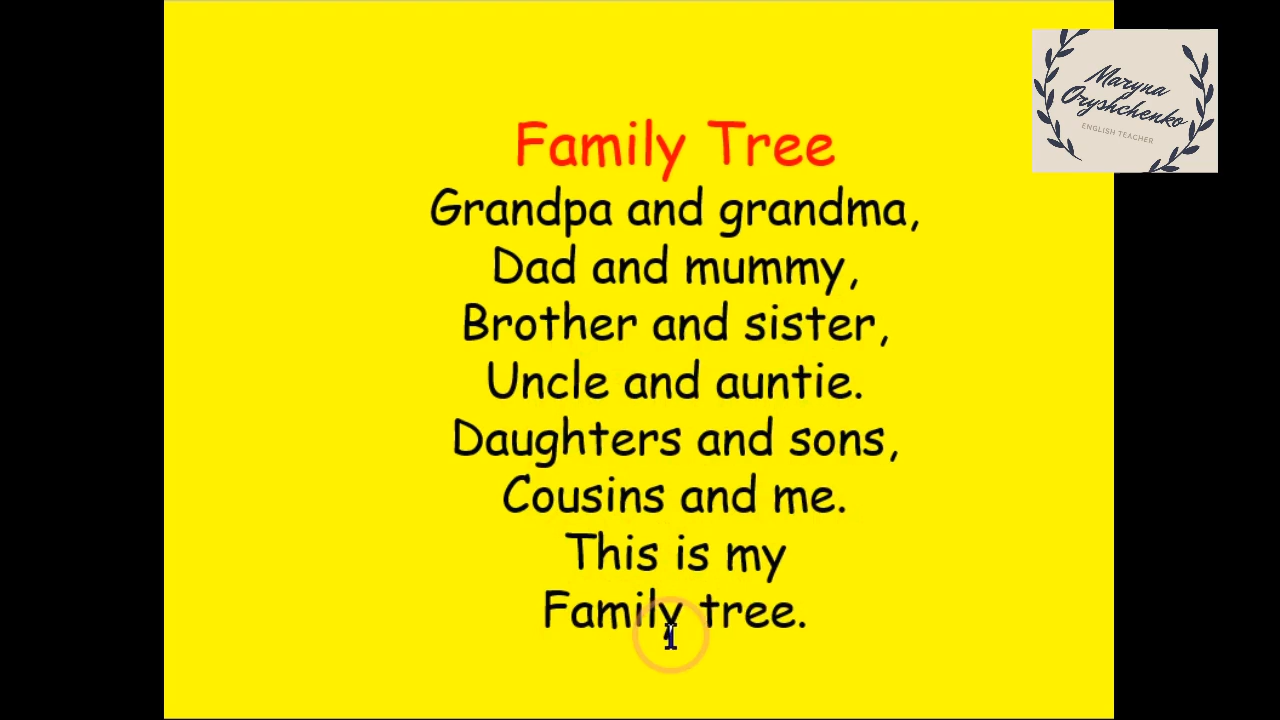 Family Tree
Grandpa and grandma,
Dad and mummy,
Brother and sister,
Uncle and auntie.
Daughters and sons,
Cousins and me.
This is my
Family tree.
Maryna
Oryshchenko
ENGLISH TEACHER